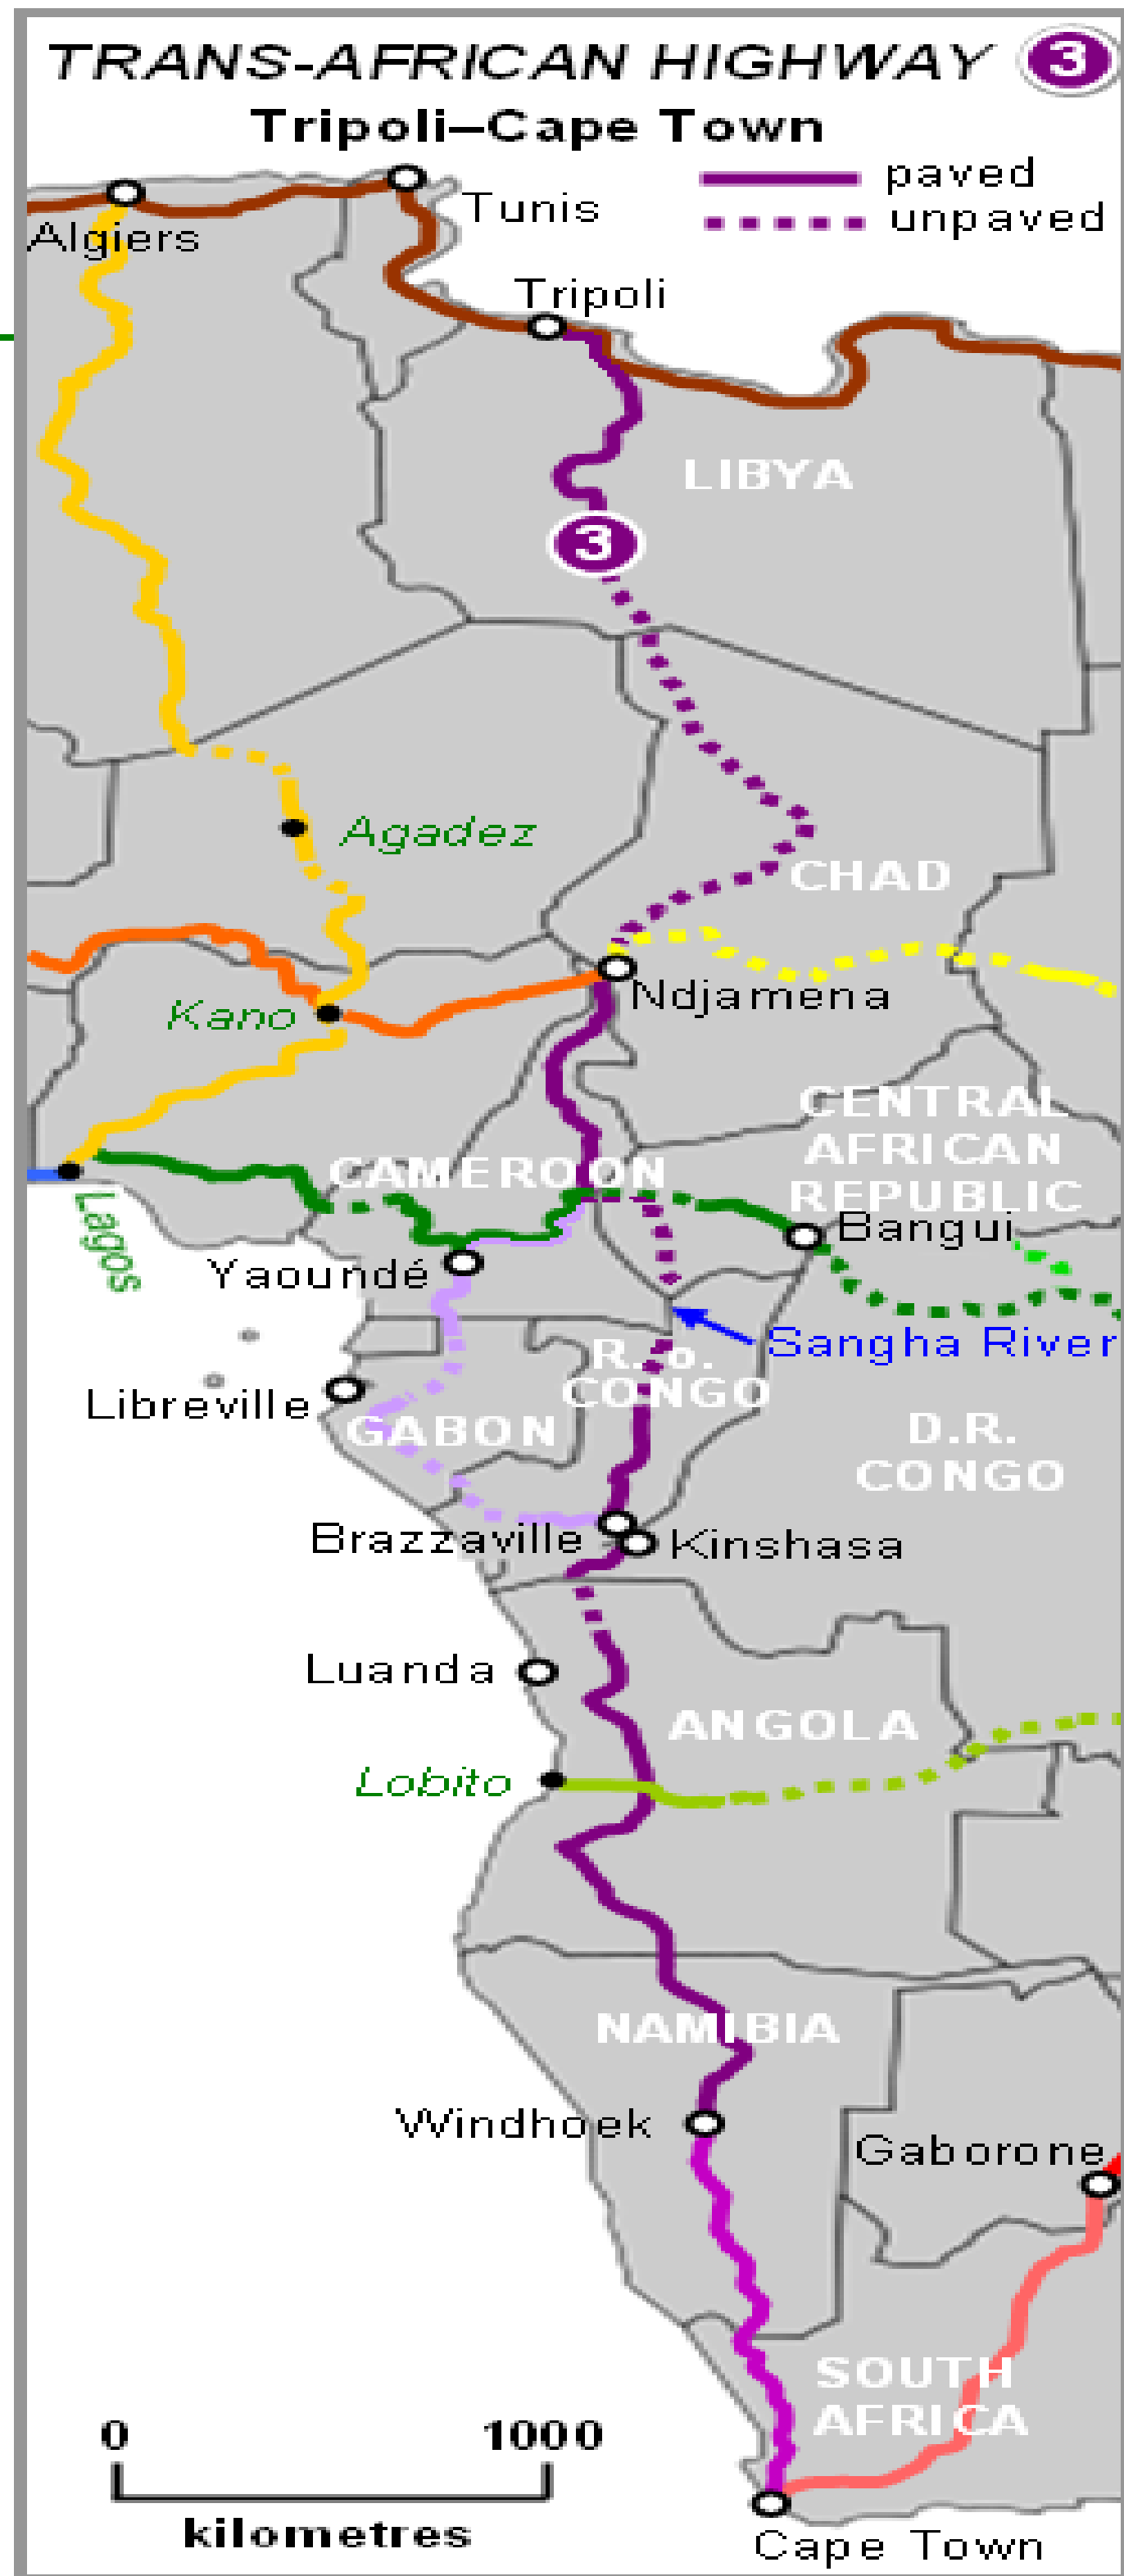 TRANS-AFRICAN HIGHWAY 3
Tripoli–Cape Town
paved
unpaved
Tunis
Algiers
Tripoli
LIBYA
3
Agadez
CHAD
Ndjamena
Kano
CENTRAL
AFRICAN
REPUBLIC
CAMEROON
Lagos
Bangui
Yaoundé
Sangha River
R. o.
CONGO
Libreville
GABON
D.R.
CONGO
Brazzaville
Kinshasa
Luanda
ANGOLA
Lobito
NAMIBIA
Windhoek
Gaborone
SOUTH
AFRICA
0 1000
kilometres
Cape Town